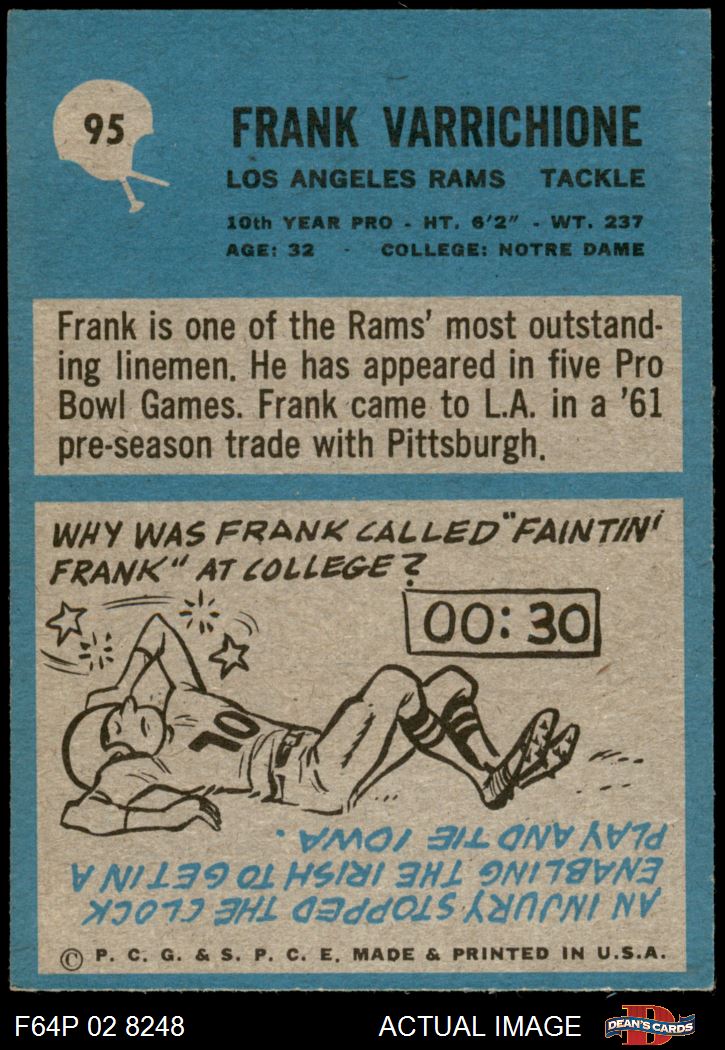 95
FRANK VARRICHIONE
LOS ANGELES RAMS TACKLE
10th YEAR PRO - HT. 6'2" - WT. 237
AGE: 32 - COLLEGE: NOTRE DAME
Frank is one of the Rams' most outstand-
ing linemen. He has appeared in five Pro
Bowl Games. Frank came to L.A. in a '61
pre-season trade with Pittsburgh.
WHY WAS FRANK CALLED "FAINTIN'
FRANK" AT COLLEGE?
00:30
10
AN INJURY STOPPED THE CLOCK
ENABLING THE IRISH TO GET IN A
PLAY AND TIE IOWA.
© P. C. G. & S. P. C. E. MADE & PRINTED IN U.S.A.
F64P 02 8248 ACTUAL IMAGE
D
DEAN'S CARDS